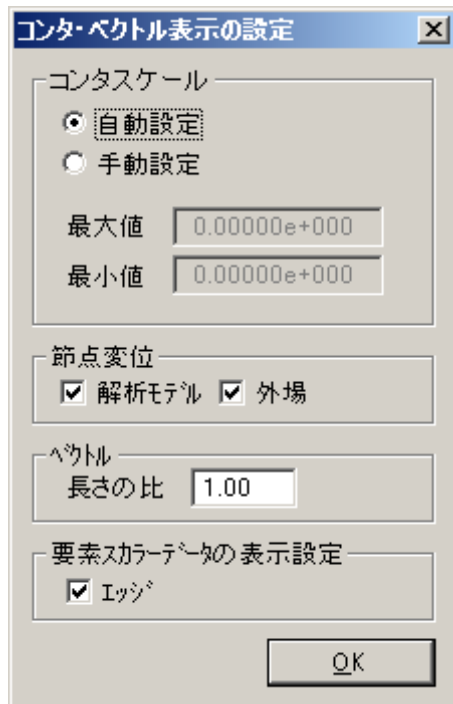 コンタ・ベクトル表示の設定
コンタスケール
自動設定
手動設定
最大値 0.00000e+000
最小値 0.00000e+000
節点変位
解析ﾓﾃﾞﾙ 外場
ﾍﾞｸﾄﾙ
長さの比 1.00
要素ｽｶﾗｰﾃﾞｰﾀの表示設定
ｴｯｼﾞ
OK